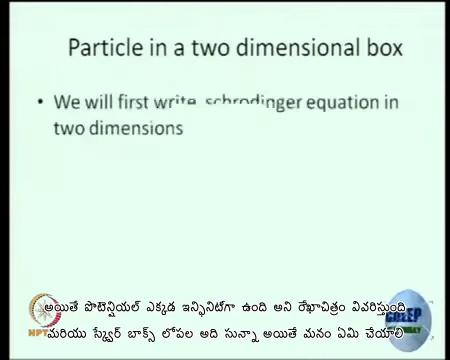 Particle in a two dimensional box
• We will first write schrodinger equation in
two dimensions
అయితే పొటెన్షియల్ ఎక్కడ ఇన్ఫినిట్‌గా ఉంది అని రేఖాచిత్రం వివరిస్తుంది
మరియు స్క్వేర్ బాక్స్ లోపల అది సున్నా అయితే మనం ఏమి చేయాలి